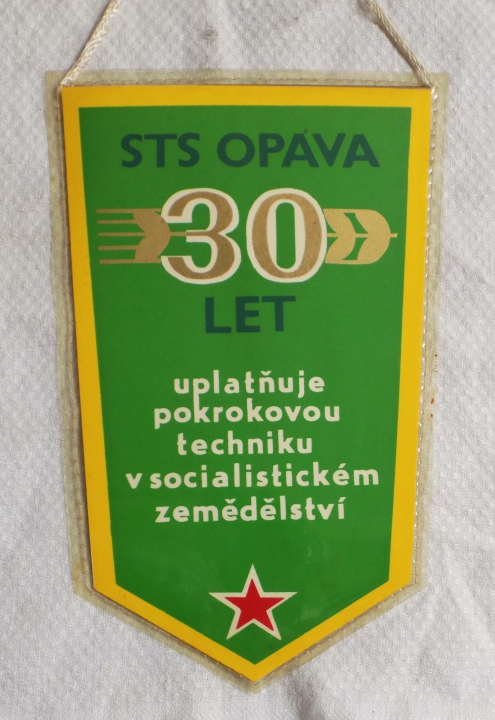 STS OPAVA
30
LET
uplatňuje
pokrokovou
techniku
v socialistickém
zemědělství